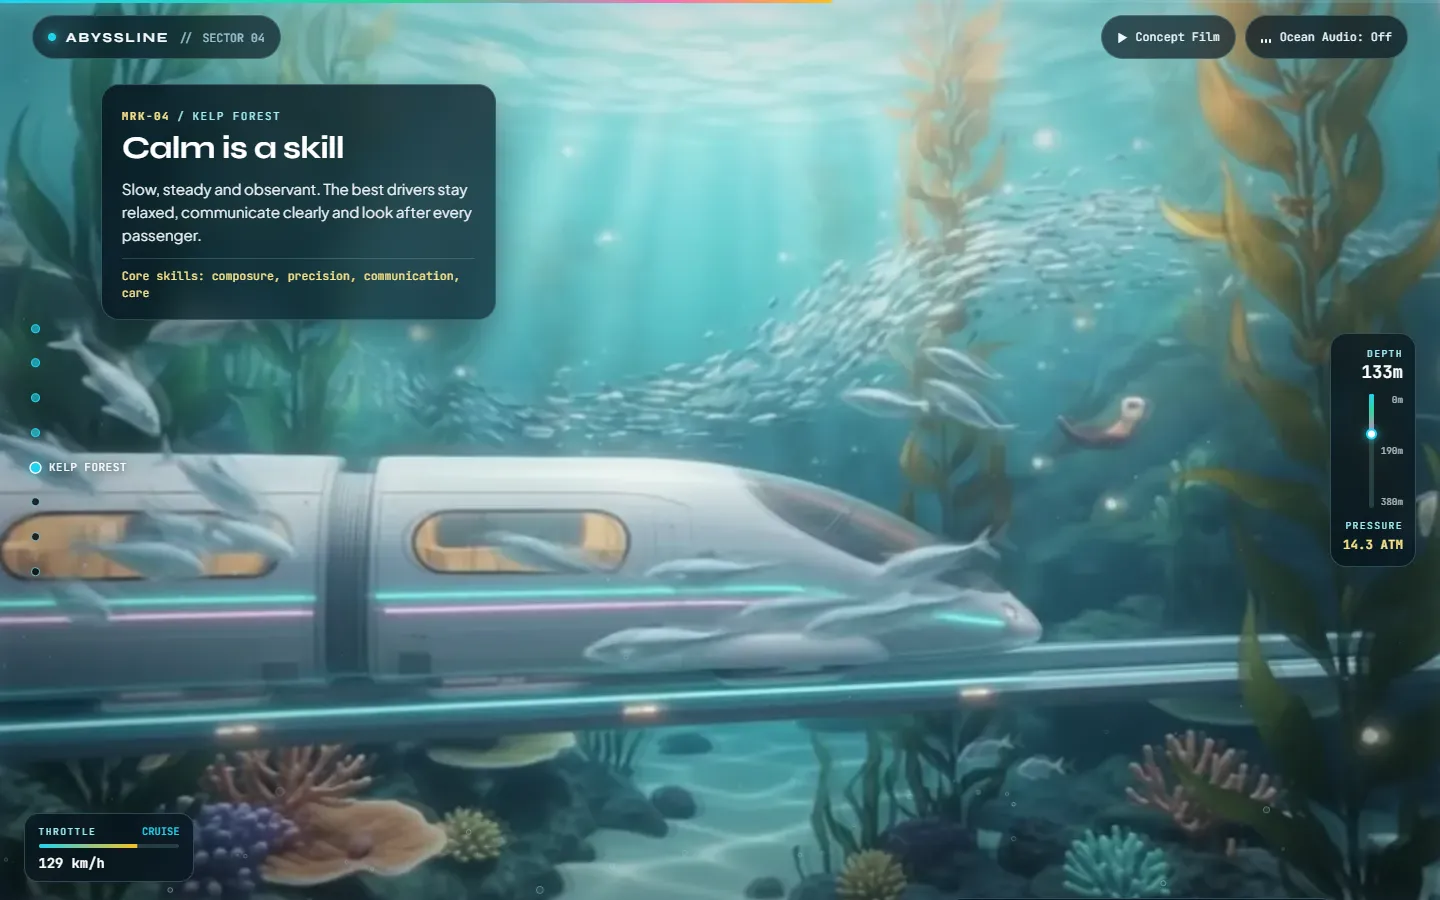 ABYSSLINE // SECTOR 04
Concept Film
Ocean Audio: Off
MRK-04 / KELP FOREST
Calm is a skill
Slow, steady and observant. The best drivers stay
relaxed, communicate clearly and look after every
passenger.
Core skills: composure, precision, communication,
care
DEPTH
133m
0m
190m
380m
PRESSURE
14.3 ATM
KELP FOREST
THROTTLE CRUISE
129 km/h